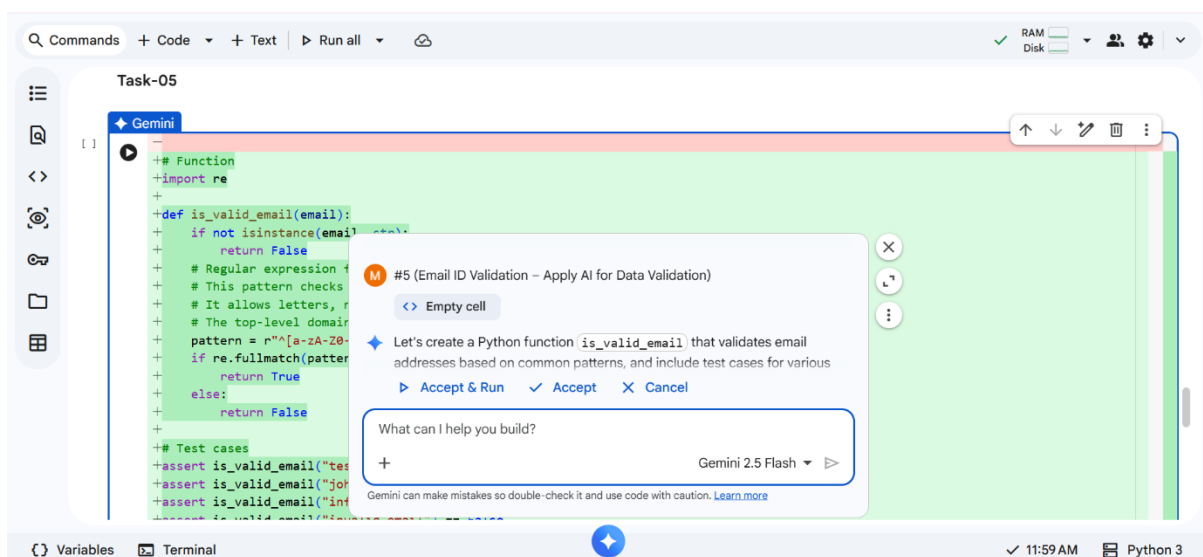 Commands + Code + Text Run all
RAM
Disk
Task-05
Gemini
[ ]
# Function
import re
def is_valid_email(email):
if not isinstance(email, str):
return False
# Regular expression
# This pattern checks
# It allows letters,
# The top-level domain
pattern = r"^[a-zA-Z0-
if re.fullmatch(patter
return True
else:
return False
# Test cases
assert is_valid_email("tes
assert is_valid_email("joh
assert is_valid_email("inf
M #5 (Email ID Validation – Apply AI for Data Validation)
<> Empty cell
Let's create a Python function is_valid_email that validates email
addresses based on common patterns, and include test cases for various
Accept & Run Accept Cancel
What can I help you build?
+ Gemini 2.5 Flash
Gemini can make mistakes so double-check it and use code with caution. Learn more
{} Variables Terminal 11:59 AM Python 3